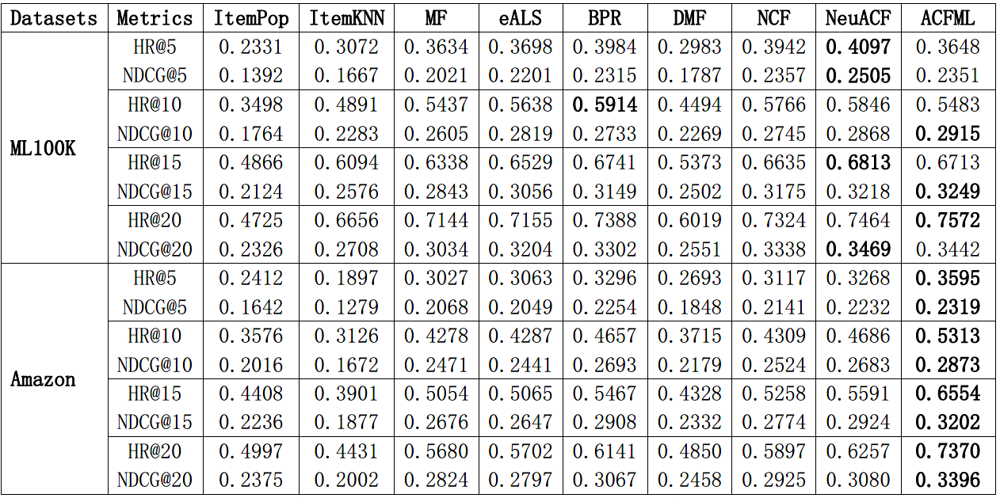 Datasets Metrics ItemPop ItemKNN MF eALS BPR DMF NCF NeuACF ACFML
ML100K
HR@5 0.2331 0.3072 0.3634 0.3698 0.3984 0.2983 0.3942 0.4097 0.3648
NDCG@5 0.1392 0.1667 0.2021 0.2201 0.2315 0.1787 0.2357 0.2505 0.2351
HR@10 0.3498 0.4891 0.5437 0.5638 0.5914 0.4494 0.5766 0.5846 0.5483
NDCG@10 0.1764 0.2283 0.2605 0.2819 0.2733 0.2269 0.2745 0.2868 0.2915
HR@15 0.4866 0.6094 0.6338 0.6529 0.6741 0.5373 0.6635 0.6813 0.6713
NDCG@15 0.2124 0.2576 0.2843 0.3056 0.3149 0.2502 0.3175 0.3218 0.3249
HR@20 0.4725 0.6656 0.7144 0.7155 0.7388 0.6019 0.7324 0.7464 0.7572
NDCG@20 0.2326 0.2708 0.3034 0.3204 0.3302 0.2551 0.3338 0.3469 0.3442
Amazon
HR@5 0.2412 0.1897 0.3027 0.3063 0.3296 0.2693 0.3117 0.3268 0.3595
NDCG@5 0.1642 0.1279 0.2068 0.2049 0.2254 0.1848 0.2141 0.2232 0.2319
HR@10 0.3576 0.3126 0.4278 0.4287 0.4657 0.3715 0.4309 0.4686 0.5313
NDCG@10 0.2016 0.1672 0.2471 0.2441 0.2693 0.2179 0.2524 0.2683 0.2873
HR@15 0.4408 0.3901 0.5054 0.5065 0.5467 0.4328 0.5258 0.5591 0.6554
NDCG@15 0.2236 0.1877 0.2676 0.2647 0.2908 0.2332 0.2774 0.2924 0.3202
HR@20 0.4997 0.4431 0.5680 0.5702 0.6141 0.4850 0.5897 0.6257 0.7370
NDCG@20 0.2375 0.2002 0.2824 0.2797 0.3067 0.2458 0.2925 0.3080 0.3396